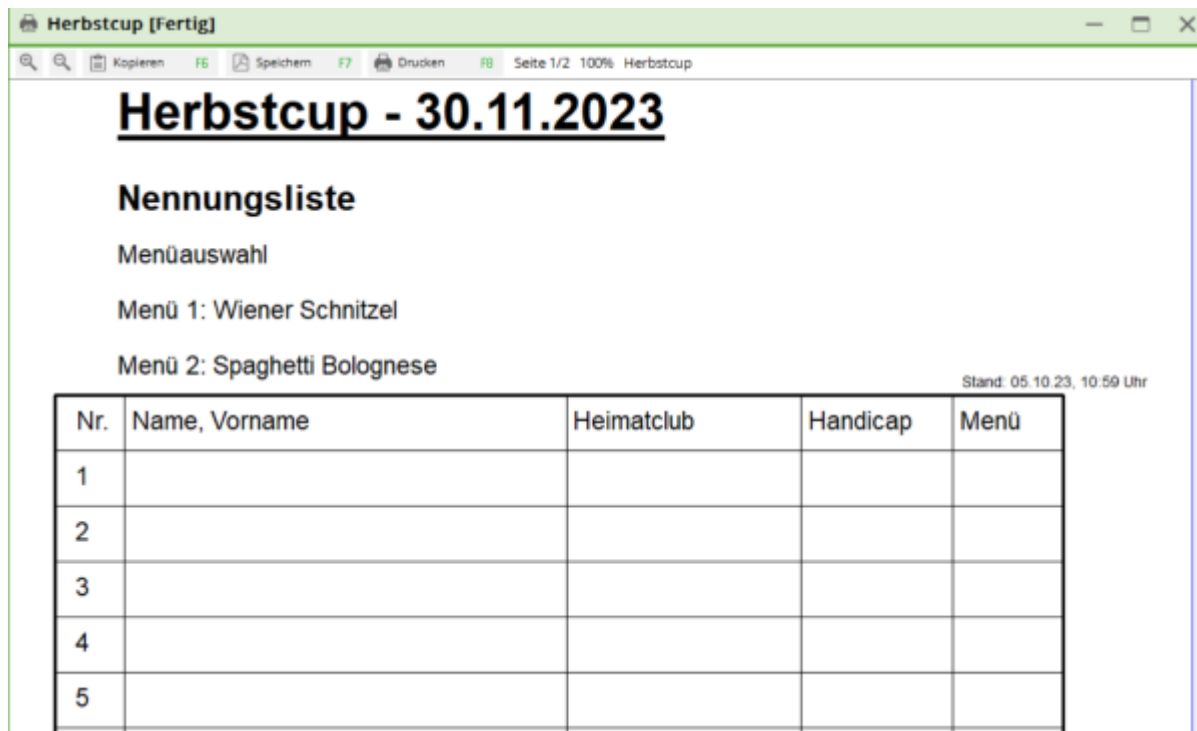 Herbstcup [Fertig]
Kopieren F6 Speichern F7 Drucken F8 Seite 1/2 100% Herbstcup
Herbstcup - 30.11.2023
Nennungsliste
Menüauswahl
Menü 1: Wiener Schnitzel
Menü 2: Spaghetti Bolognese
Stand: 05.10.23, 10:59 Uhr
Nr. Name, Vorname Heimatclub Handicap Menü
1
2
3
4
5